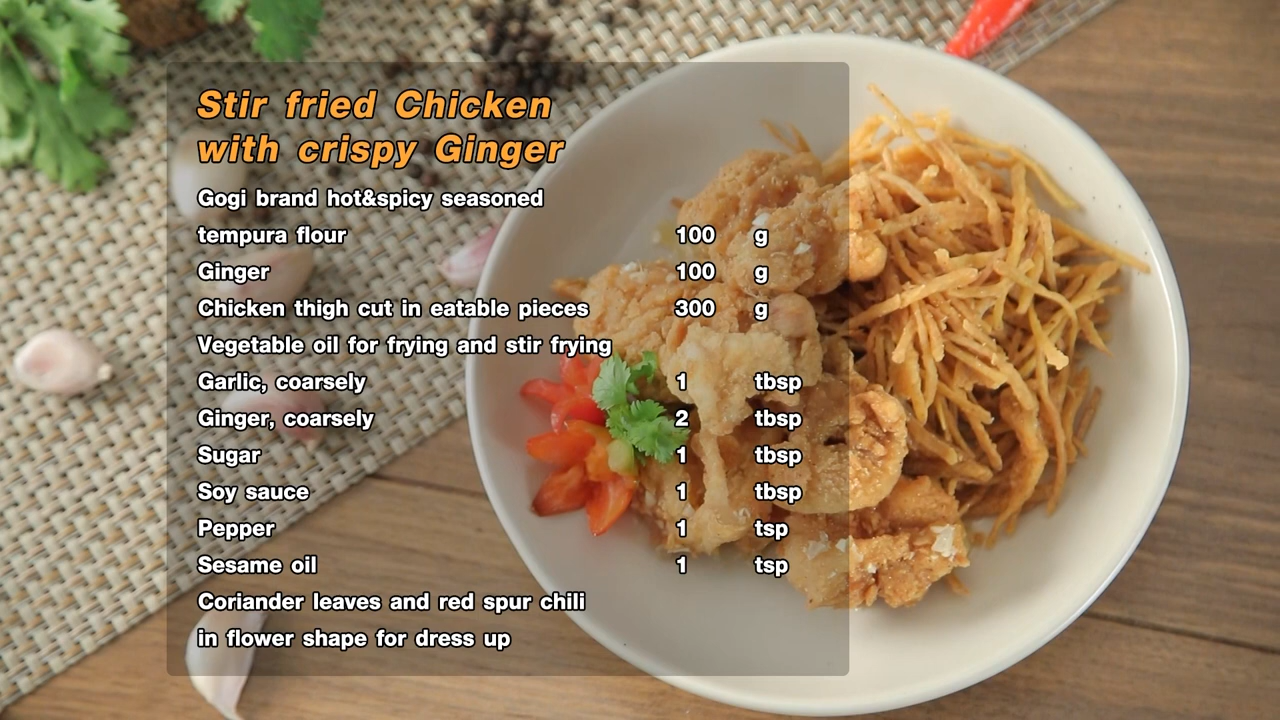 Stir fried Chicken
with crispy Ginger
Gogi brand hot&spicy seasoned
tempura flour 100 g
Ginger 100 g
Chicken thigh cut in eatable pieces 300 g
Vegetable oil for frying and stir frying
Garlic, coarsely 1 tbsp
Ginger, coarsely 2 tbsp
Sugar 1 tbsp
Soy sauce 1 tbsp
Pepper 1 tsp
Sesame oil 1 tsp
Coriander leaves and red spur chili
in flower shape for dress up